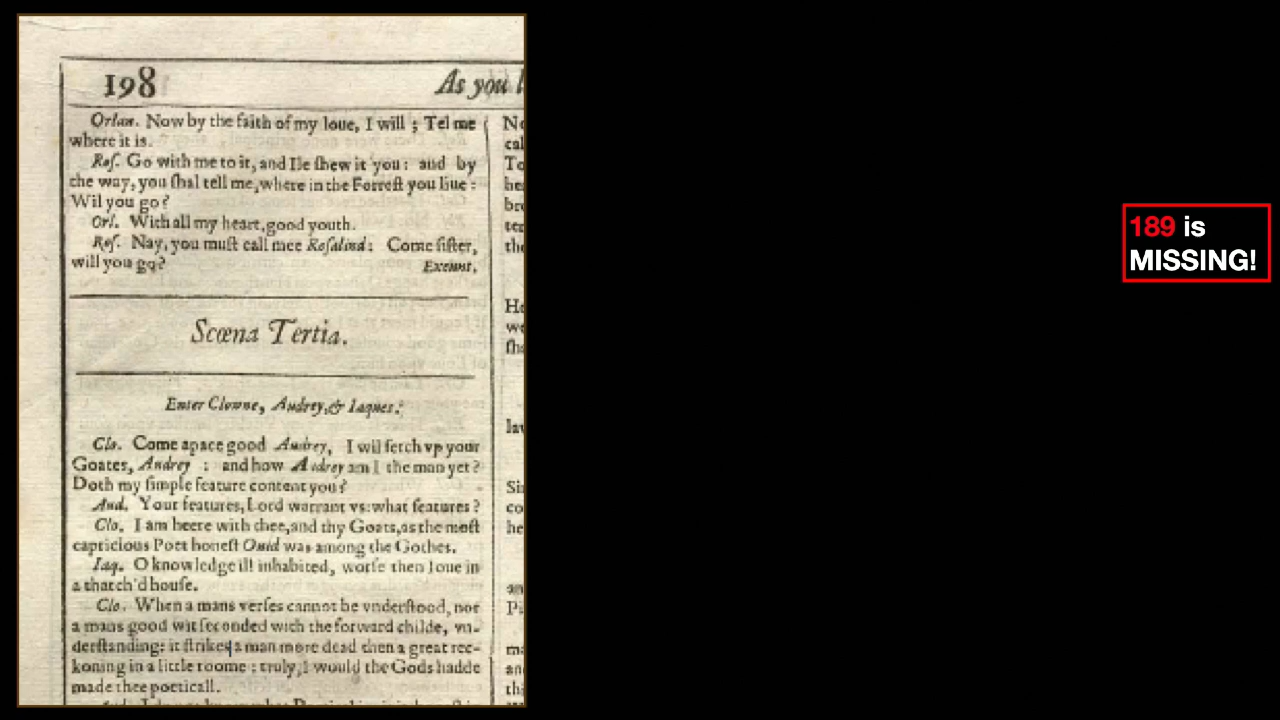 198
As you l
Orlan. Now by the faith of my loue, I will ; Tel me
where it is.
Ros. Go with me to it, and Ile shew it you: and by
the way, you shal tell me, where in the Forrest you liue :
Wil you go?
Orl. With all my heart, good youth.
Ros. Nay, you must call mee Rosalind: Come sister,
will you go? Exeunt.
Scœna Tertia.
Enter Clowne, Audrey, & Iaques:
Clo. Come apace good Audrey, I wil fetch vp your
Goates, Audrey : and how Audrey am I the man yet?
Doth my simple feature content you?
Aud. Your features, Lord warrant vs: what features?
Clo. I am heere with thee, and thy Goats, as the most
capricious Poet honest Ouid was among the Gothes.
Iaq. O knowledge ill inhabited, worse then Ioue in
a thatch'd house.
Clo. When a mans verses cannot be vnderstood, nor
a mans good wit seconded with the forward childe, vn-
derstanding: it strikes a man more dead then a great rec-
koning in a little roome : truly, I would the Gods hadde
made thee poeticall.
189 is
MISSING!